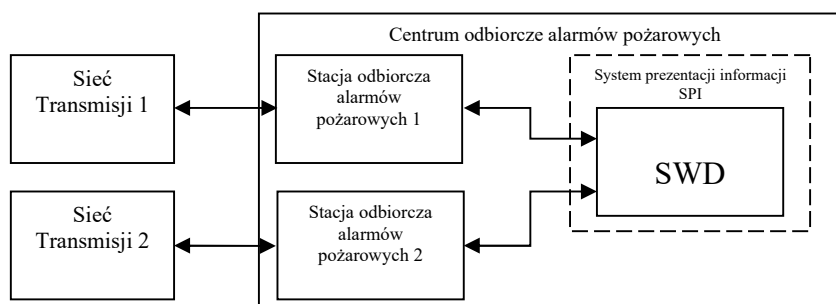 Centrum odbiorcze alarmów pożarowych
Sieć
Transmisji 1
Stacja odbiorcza
alarmów
pożarowych 1
System prezentacji informacji
SPI
SWD
Sieć
Transmisji 2
Stacja odbiorcza
alarmów
pożarowych 2